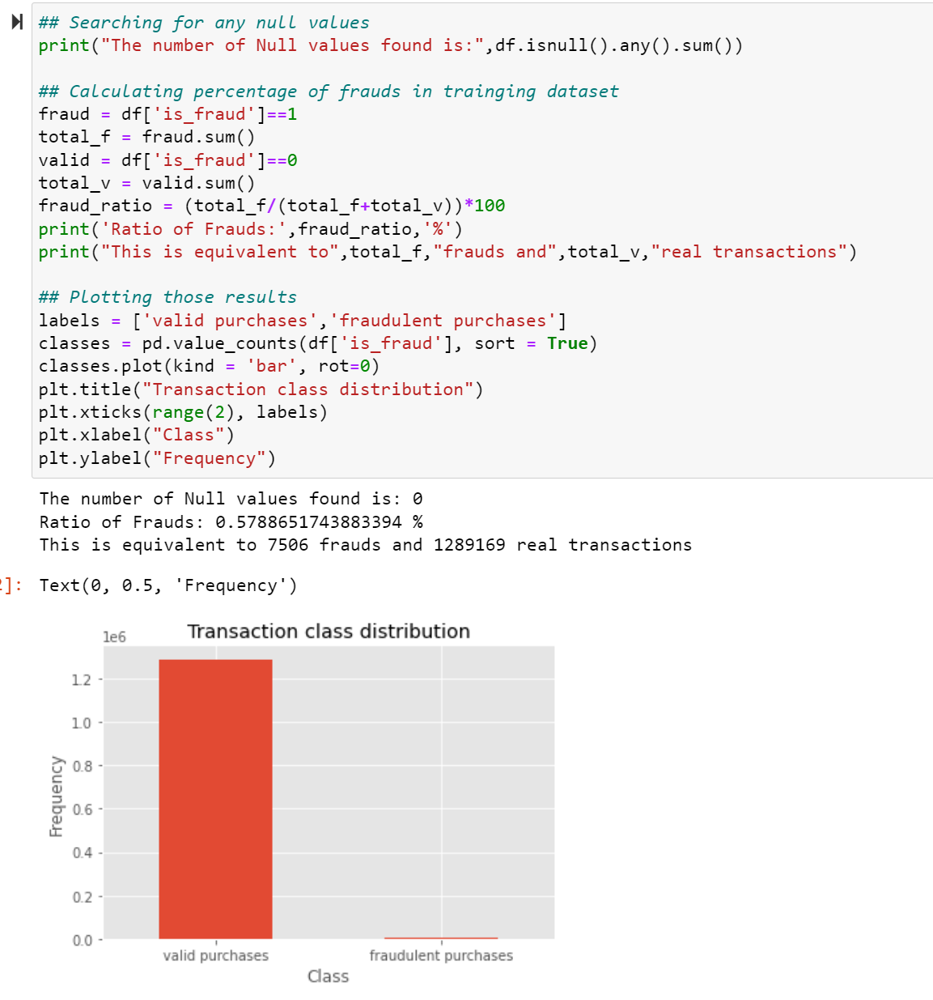 ## Searching for any null values
print("The number of Null values found is:",df.isnull().any().sum())
## Calculating percentage of frauds in trainging dataset
fraud = df['is_fraud']==1
total_f = fraud.sum()
valid = df['is_fraud']==0
total_v = valid.sum()
fraud_ratio = (total_f/(total_f+total_v))*100
print('Ratio of Frauds:',fraud_ratio,'%')
print("This is equivalent to",total_f,"frauds and",total_v,"real transactions")
## Plotting those results
labels = ['valid purchases','fraudulent purchases']
classes = pd.value_counts(df['is_fraud'], sort = True)
classes.plot(kind = 'bar', rot=0)
plt.title("Transaction class distribution")
plt.xticks(range(2), labels)
plt.xlabel("Class")
plt.ylabel("Frequency")
The number of Null values found is: 0
Ratio of Frauds: 0.5788651743883394 %
This is equivalent to 7506 frauds and 1289169 real transactions
]: Text(0, 0.5, 'Frequency')
Transaction class distribution
1e6
1.2
1.0
0.8
0.6
0.4
0.2
0.0
Frequency
valid purchases fraudulent purchases
Class